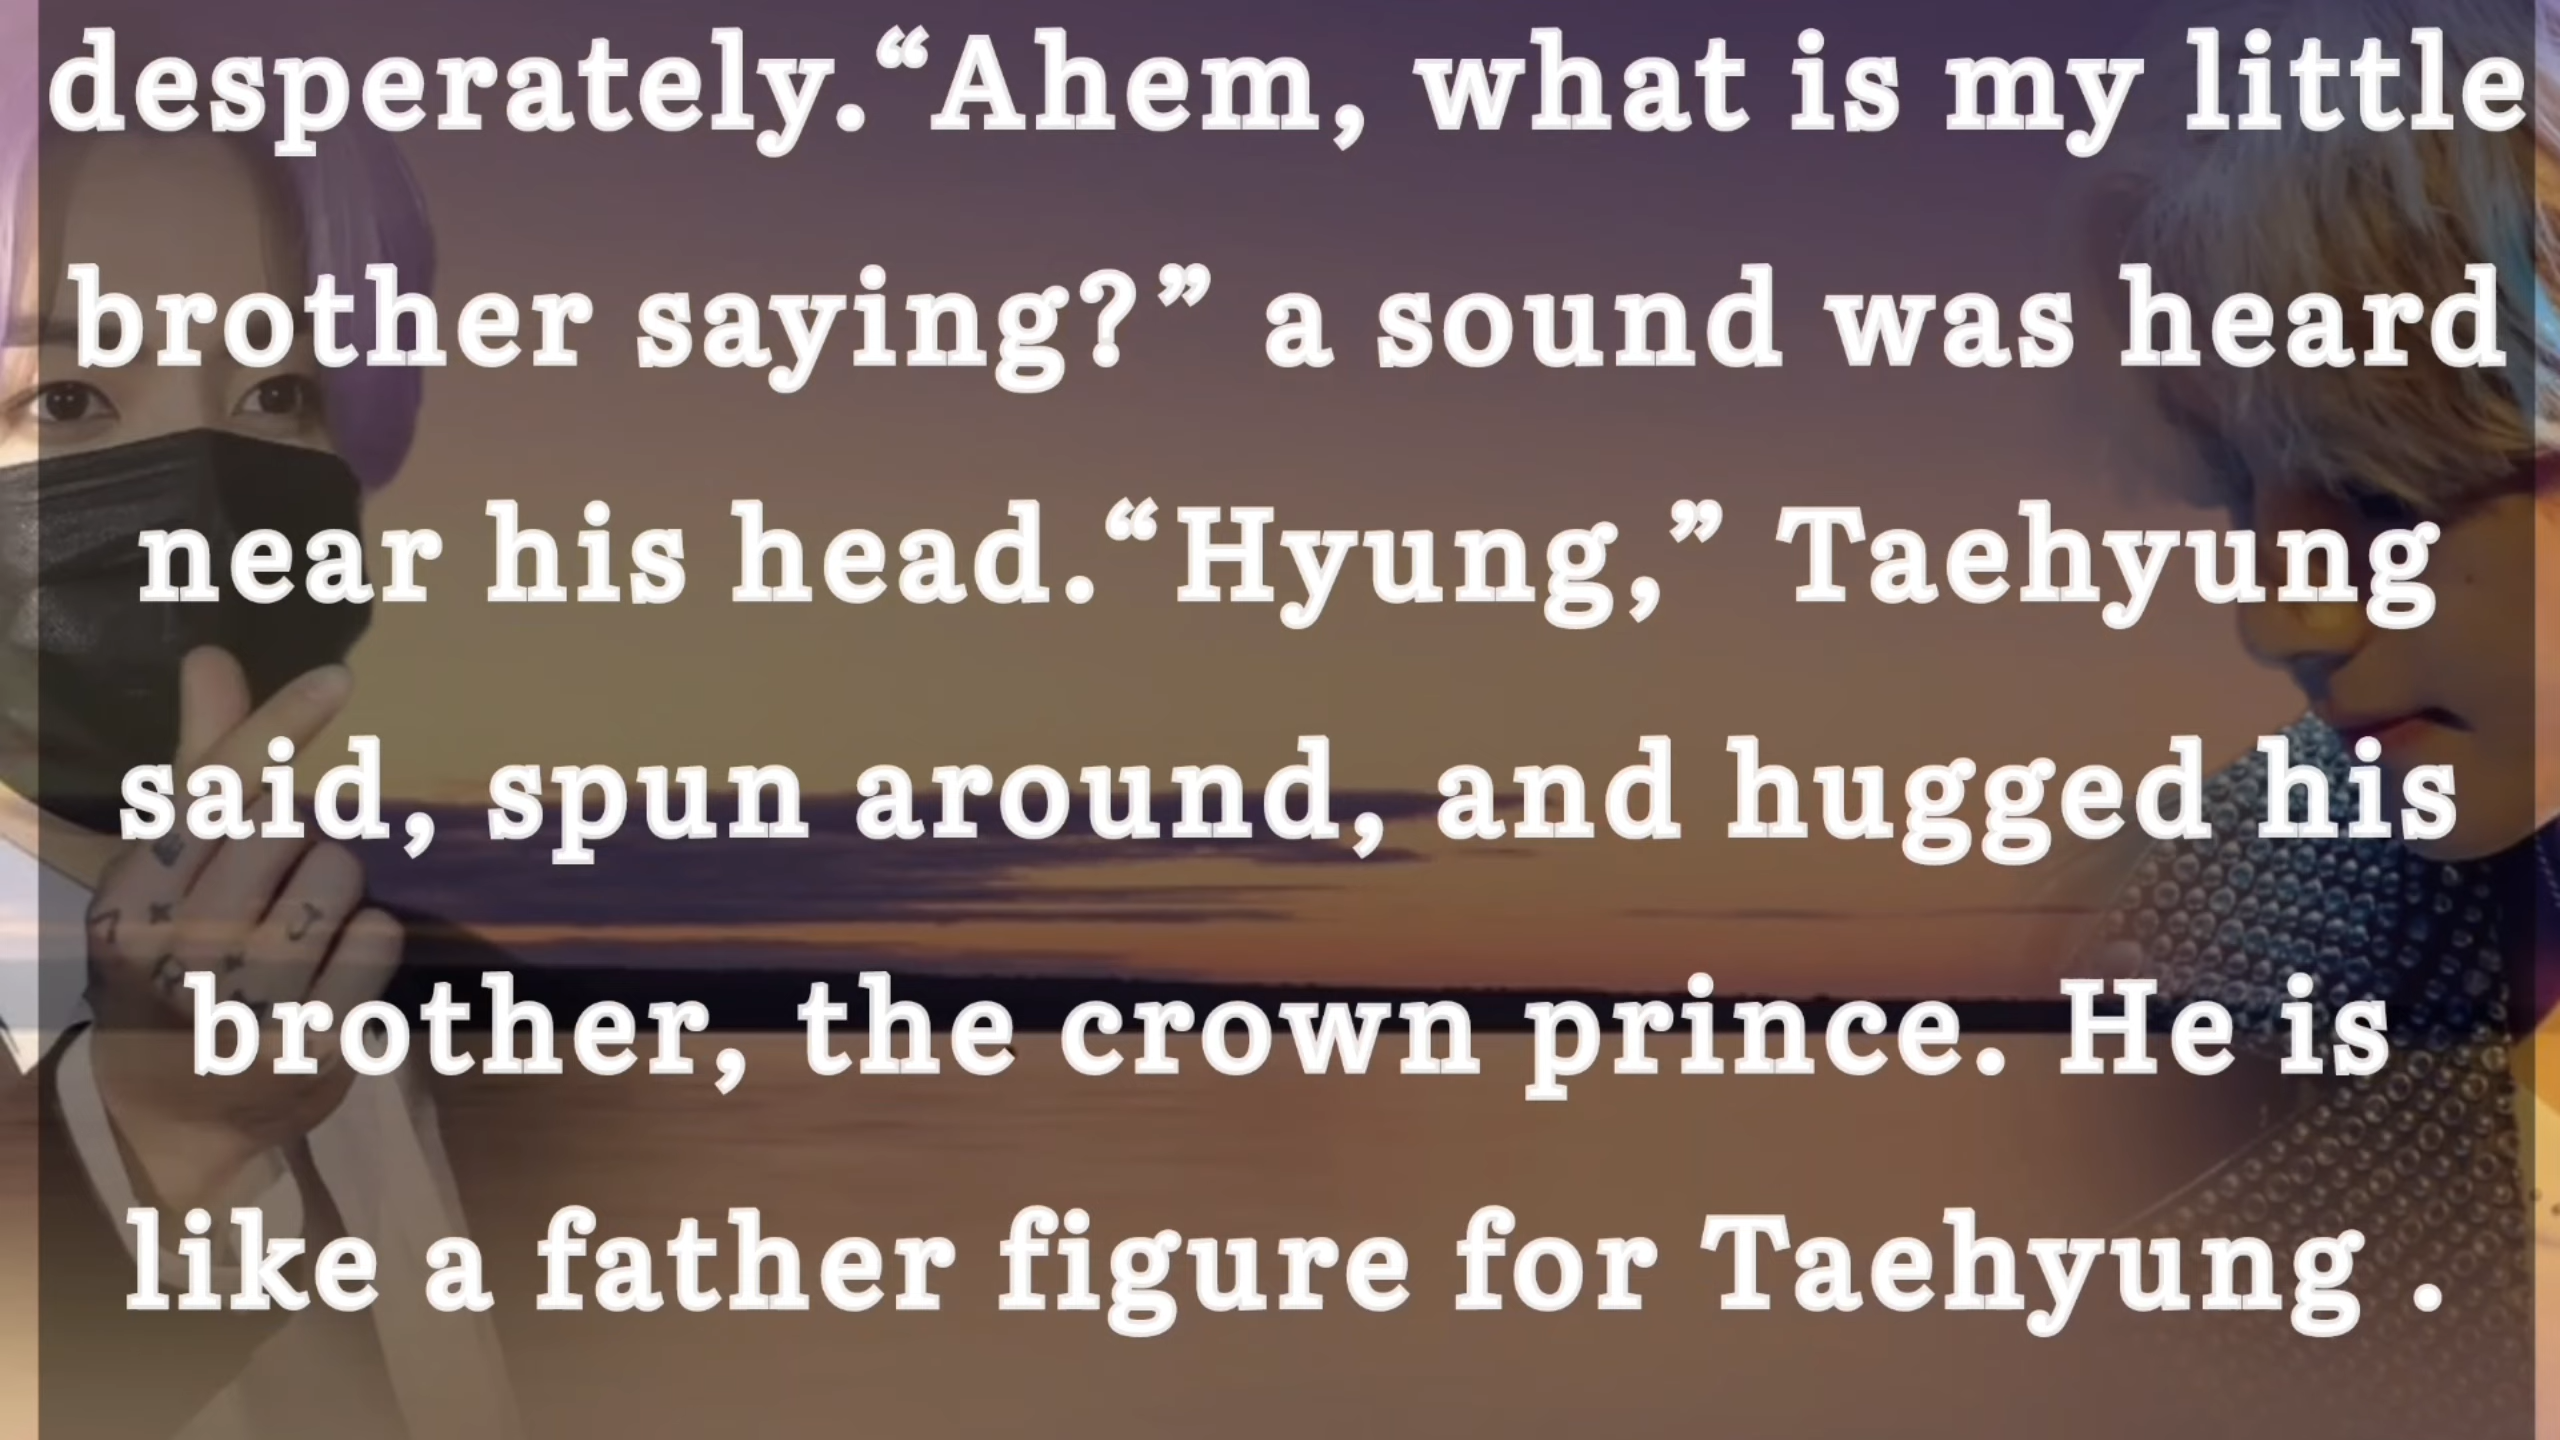 desperately.“Ahem, what is my little
brother saying?” a sound was heard
near his head.“Hyung,” Taehyung
said, spun around, and hugged his
brother, the crown prince. He is
like a father figure for Taehyung .